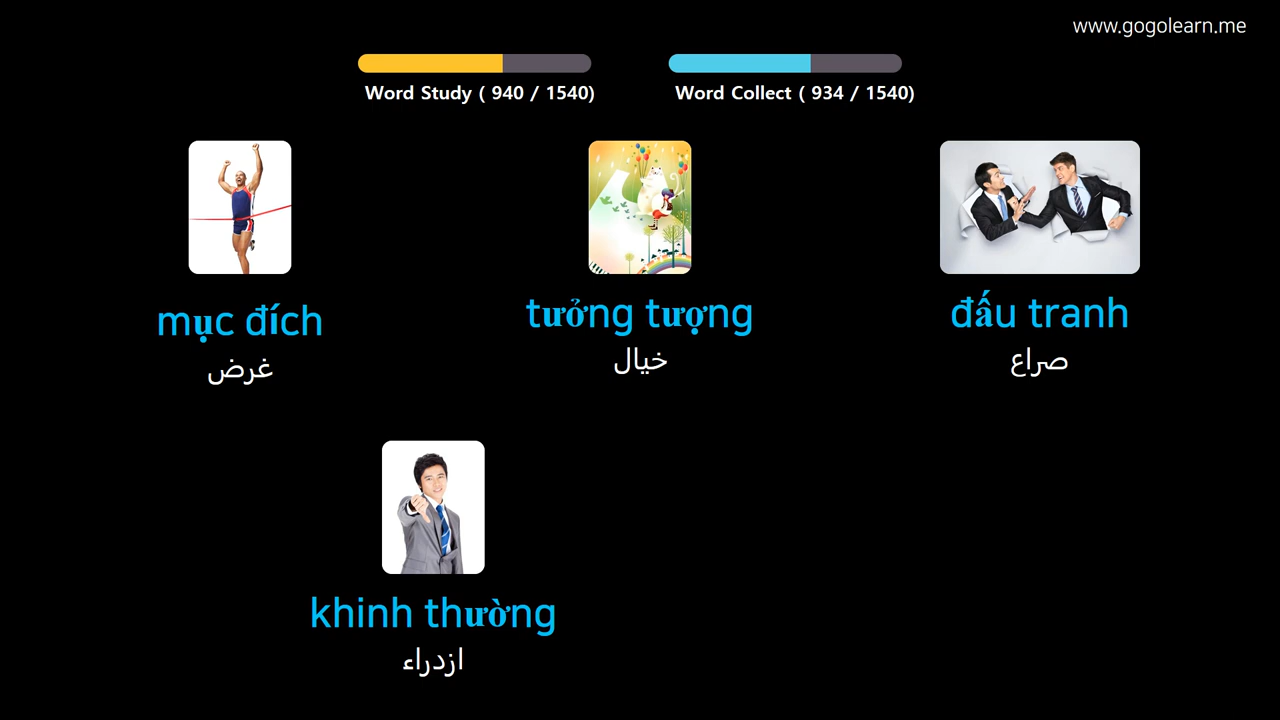 www.gogolearn.me
Word Study ( 940 / 1540)
Word Collect ( 934 / 1540)
mục đích
غرض
tưởng tượng
خيال
đấu tranh
صراع
khinh thường
ازدراء